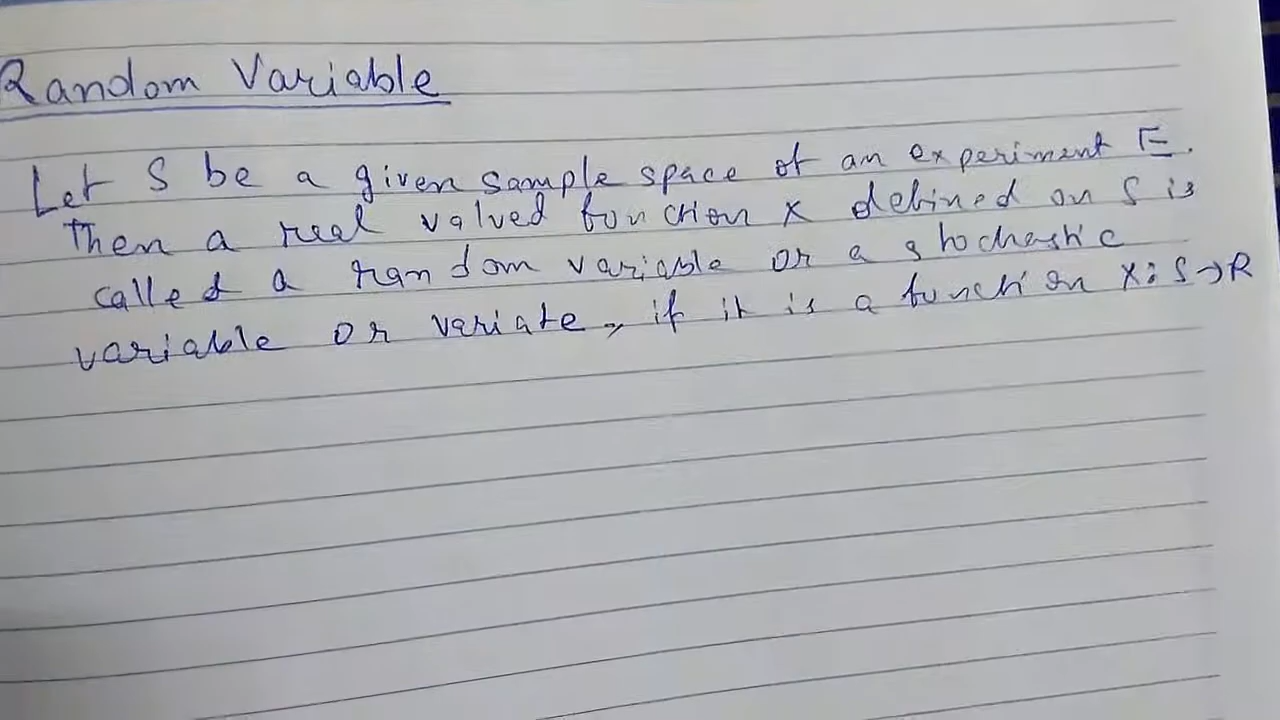 Random Variable
Let S be a given sample space of an experiment E.
Then a real valued function X defined on S is
called a random variable or a stochastic
variable or variate, if it is a function X: S→R